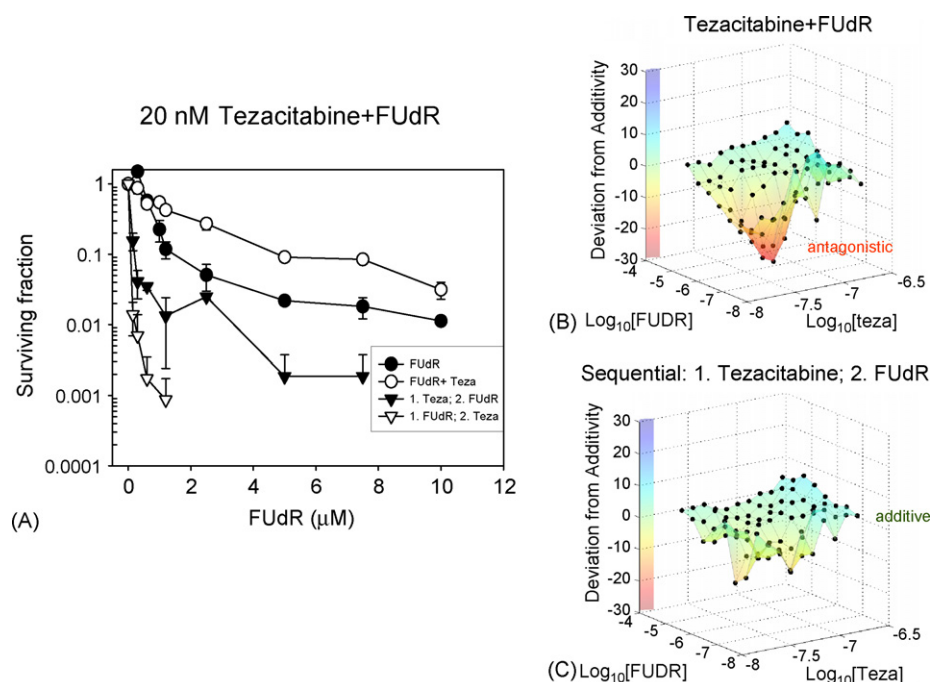 20 nM Tezacitabine+FUdR
Surviving fraction
1
0.1
0.01
0.001
0.0001
0 2 4 6 8 10 12
FUdR (μM)
FUdR
FUdR+ Teza
1. Teza; 2. FUdR
1. FUdR; 2. Teza
(A)
Tezacitabine+FUdR
Deviation from Additivity
30
20
10
0
-10
-20
-30
-4
-5
-6
-7
-8
-8
-7.5
-7
-6.5
antagonistic
(B)
Log10[FUDR]
Log10[teza]
Sequential: 1. Tezacitabine; 2. FUdR
Deviation from Additivity
30
20
10
0
-10
-20
-30
-4
-5
-6
-7
-8
-8
-7.5
-7
-6.5
additive
(C)
Log10[FUDR]
Log10[Teza]